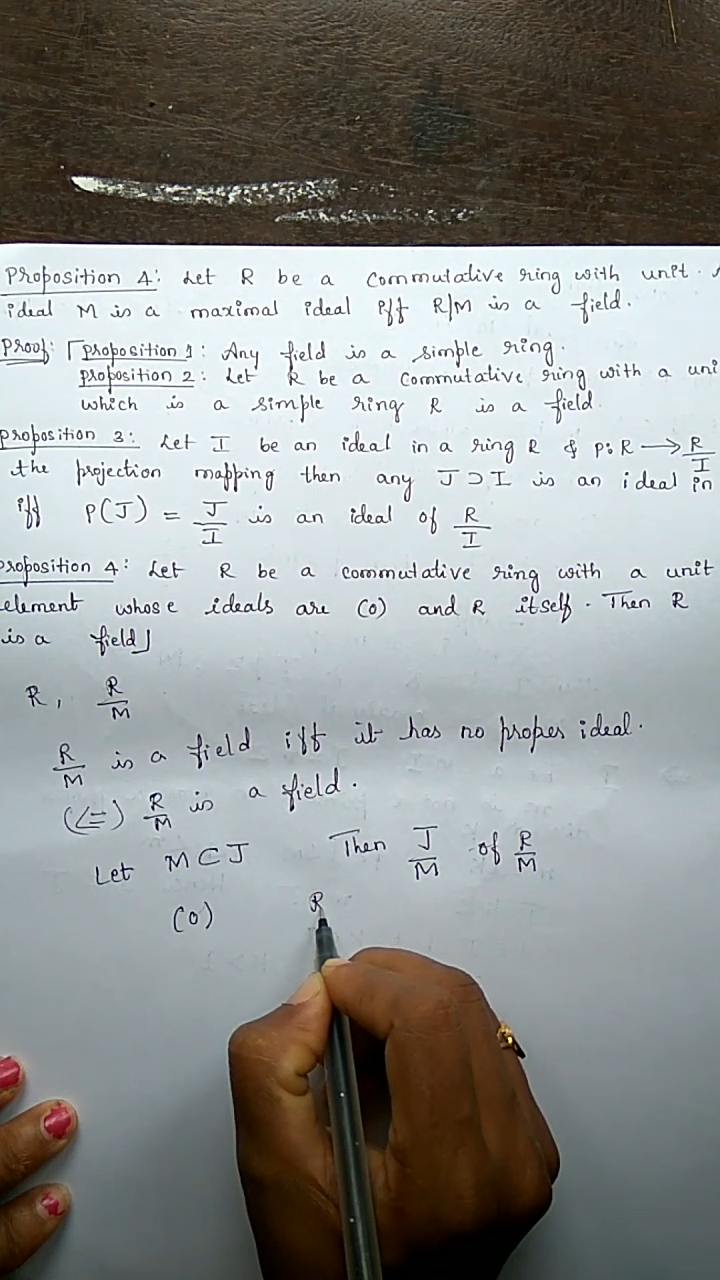 Proposition 4: Let R be a commutative ring with unit.
ideal M is a maximal ideal iff R/M is a field.
Proof: ⌈Proposition 1: Any field is a simple ring.
Proposition 2: Let R be a commutative ring with a uni
which is a simple ring R is a field
Proposition 3: Let I be an ideal in a ring R & P: R ⟶ R/I
the projection mapping then any J ⊃ I is an ideal in
iff P(J) = J/I is an ideal of R/I
Proposition 4: Let R be a commutative ring with a unit
element whose ideals are (0) and R itself. Then R
is a field⌋
R, R/M
R/M is a field iff it has no proper ideal.
(⇐) R/M is a field.
Let M ⊂ J Then J/M of R/M
(0) R